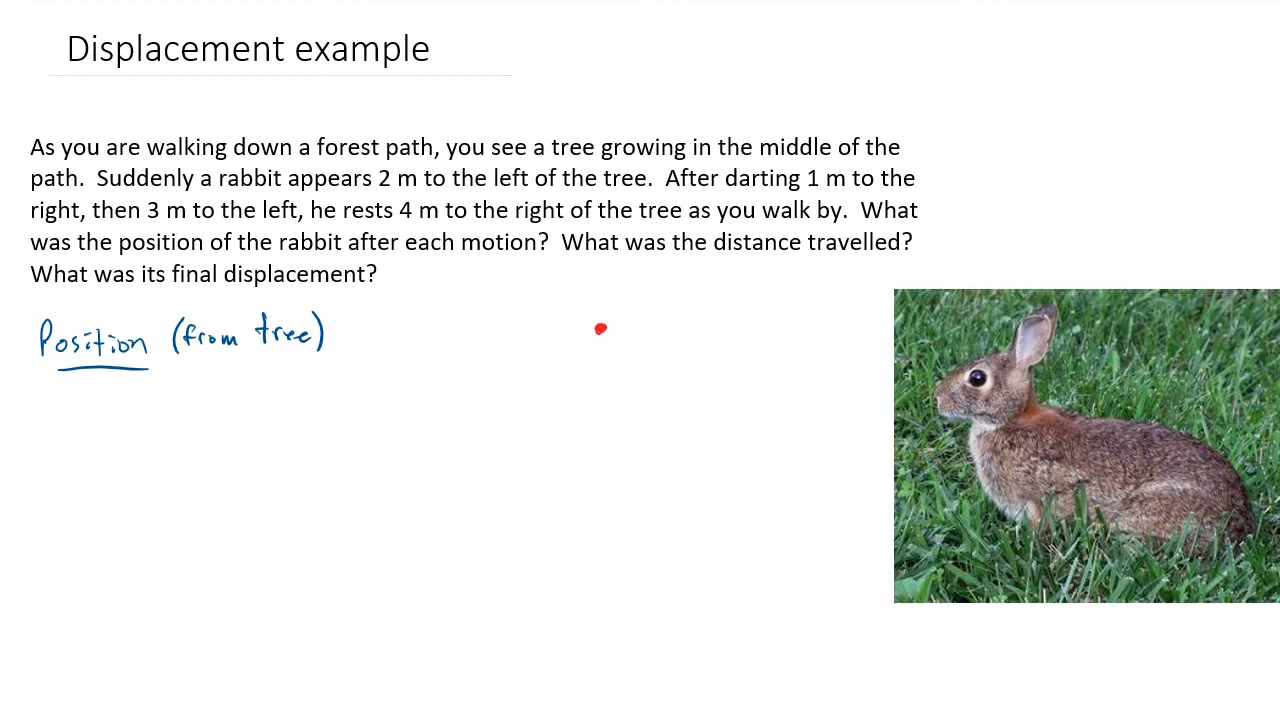 Displacement example
As you are walking down a forest path, you see a tree growing in the middle of the
path.  Suddenly a rabbit appears 2 m to the left of the tree.  After darting 1 m to the
right, then 3 m to the left, he rests 4 m to the right of the tree as you walk by.  What
was the position of the rabbit after each motion?  What was the distance travelled?
What was its final displacement?
Position (from tree)